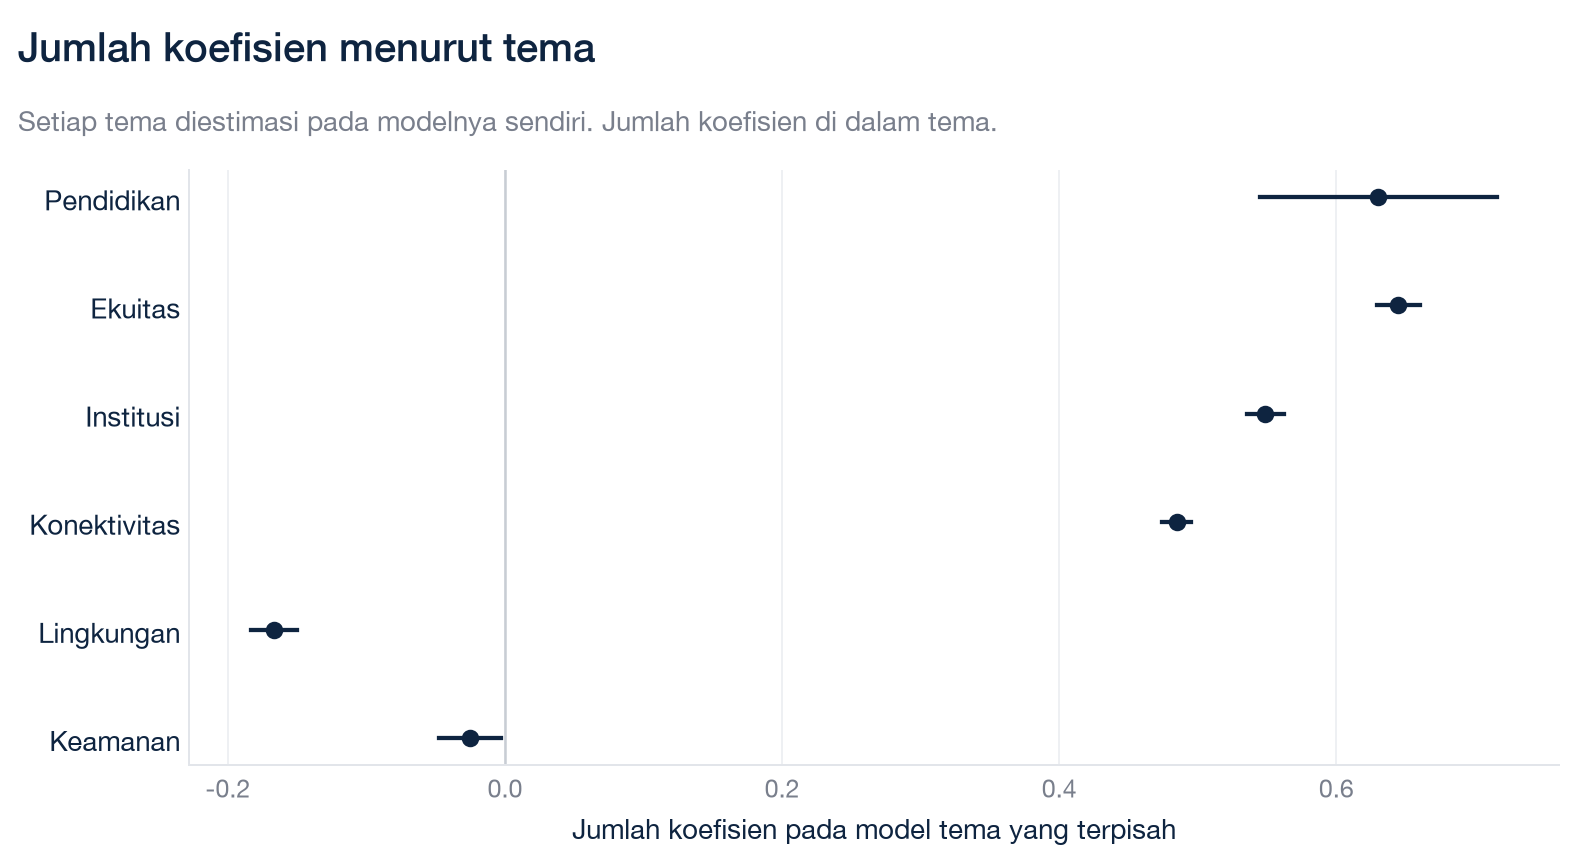 Jumlah koefisien menurut tema
Setiap tema diestimasi pada modelnya sendiri. Jumlah koefisien di dalam tema.
Pendidikan
Ekuitas
Institusi
Konektivitas
Lingkungan
Keamanan
-0.2 0.0 0.2 0.4 0.6
Jumlah koefisien pada model tema yang terpisah